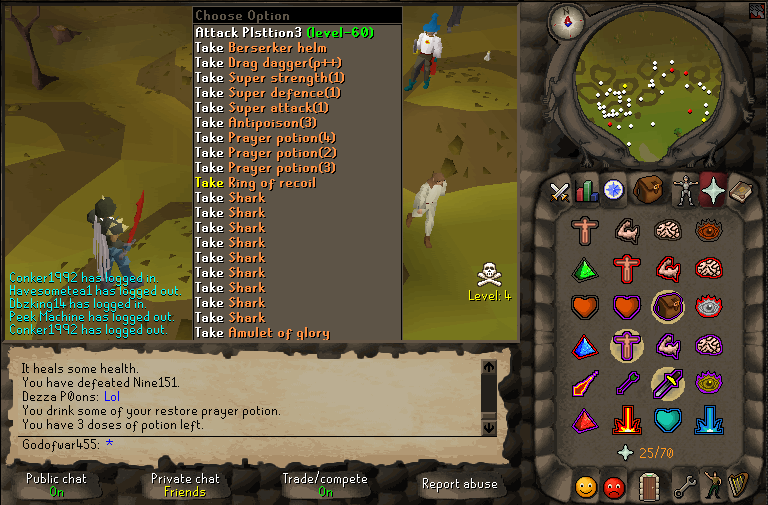 Choose Option
Attack Plsttion3 (level-60)
Take Berserker helm
Take Drag dagger(p++)
Take Super strength(1)
Take Super defence(1)
Take Super attack(1)
Take Antipoison(3)
Take Prayer potion(4)
Take Prayer potion(2)
Take Prayer potion(3)
Take Ring of recoil
Take Shark
Take Shark
Take Shark
Take Shark
Take Shark
Take Shark
Take Shark
Take Shark
Take Shark
Take Amulet of glory
Level: 4
Conker1992 has logged in.
Havesometea1 has logged out.
Dbzking14 has logged in.
Peek Machine has logged out.
Conker1992 has logged out.
It heals some health.
You have defeated Nine151.
Dezza P0ons: Lol
You drink some of your restore prayer potion.
You have 3 doses of potion left.
Godofwar455: *
25/70
Public chat
On
Private chat
Friends
Trade/compete
On
Report abuse